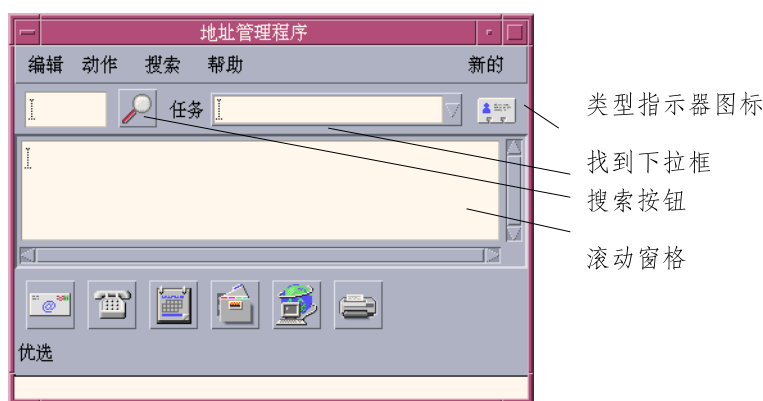 地址管理程序
编辑 动作 搜索 帮助 新的
任务
类型指示器图标
找到下拉框
搜索按钮
滚动窗格
@
优选